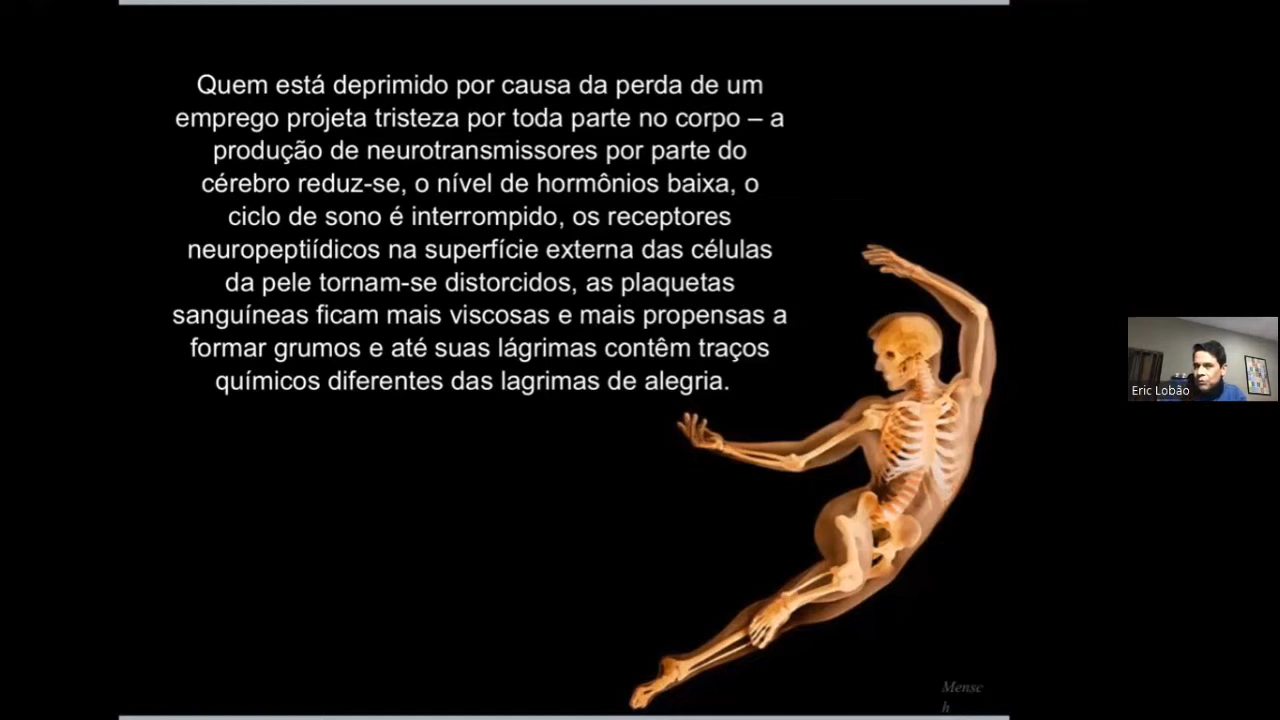 Quem está deprimido por causa da perda de um
emprego projeta tristeza por toda parte no corpo – a
produção de neurotransmissores por parte do
cérebro reduz-se, o nível de hormônios baixa, o
ciclo de sono é interrompido, os receptores
neuropeptiídicos na superfície externa das células
da pele tornam-se distorcidos, as plaquetas
sanguíneas ficam mais viscosas e mais propensas a
formar grumos e até suas lágrimas contêm traços
químicos diferentes das lagrimas de alegria.
Eric Lobão
Mensc
h